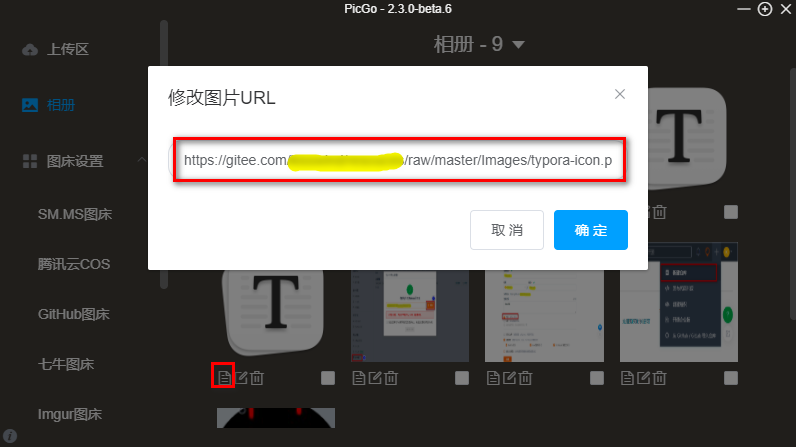 PicGo - 2.3.0-beta.6
上传区
相册 - 9
修改图片URL
相册
https://gitee.com/
/raw/master/Images/typora-icon.p
图床设置
取 消
确 定
SM.MS图床
腾讯云COS
GitHub图床
七牛图床
Imgur图床
T
T